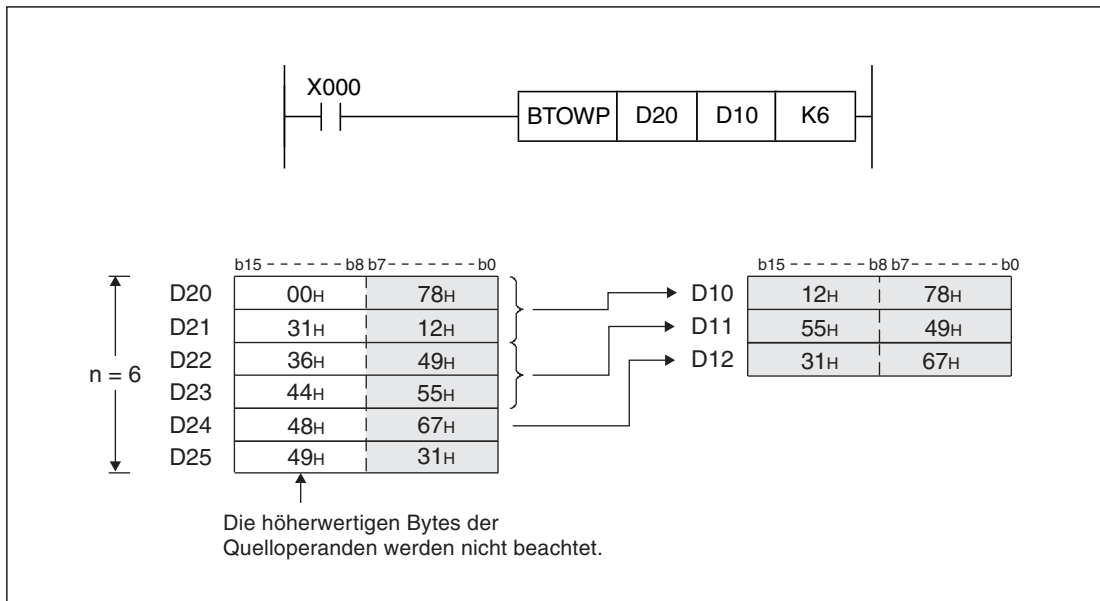 X000
BTOWP D20 D10 K6
b15 - - - - - - b8 b7- - - - - - - b0
b15 - - - - - - b8 b7- - - - - - - b0
D20 00H 78H D10 12H 78H
D21 31H 12H D11 55H 49H
D22 36H 49H D12 31H 67H
n = 6
D23 44H 55H
D24 48H 67H
D25 49H 31H
Die höherwertigen Bytes der
Quelloperanden werden nicht beachtet.